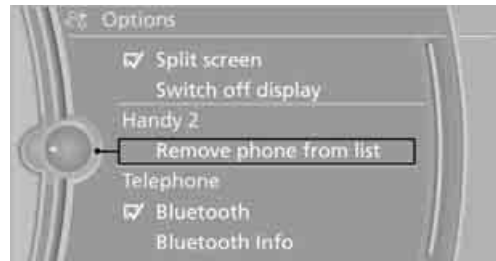 Options
Split screen
Switch off display
Handy 2
Remove phone from list
Telephone
Bluetooth
Bluetooth Info